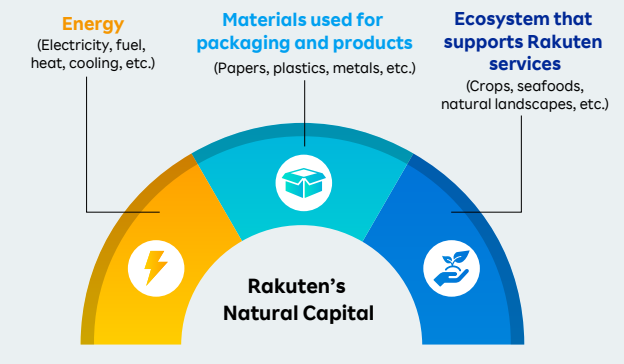 Energy
(Electricity, fuel,
heat, cooling, etc.)
Materials used for
packaging and products
(Papers, plastics, metals, etc.)
Ecosystem that
supports Rakuten
services
(Crops, seafoods,
natural landscapes, etc.)
Rakuten’s
Natural Capital